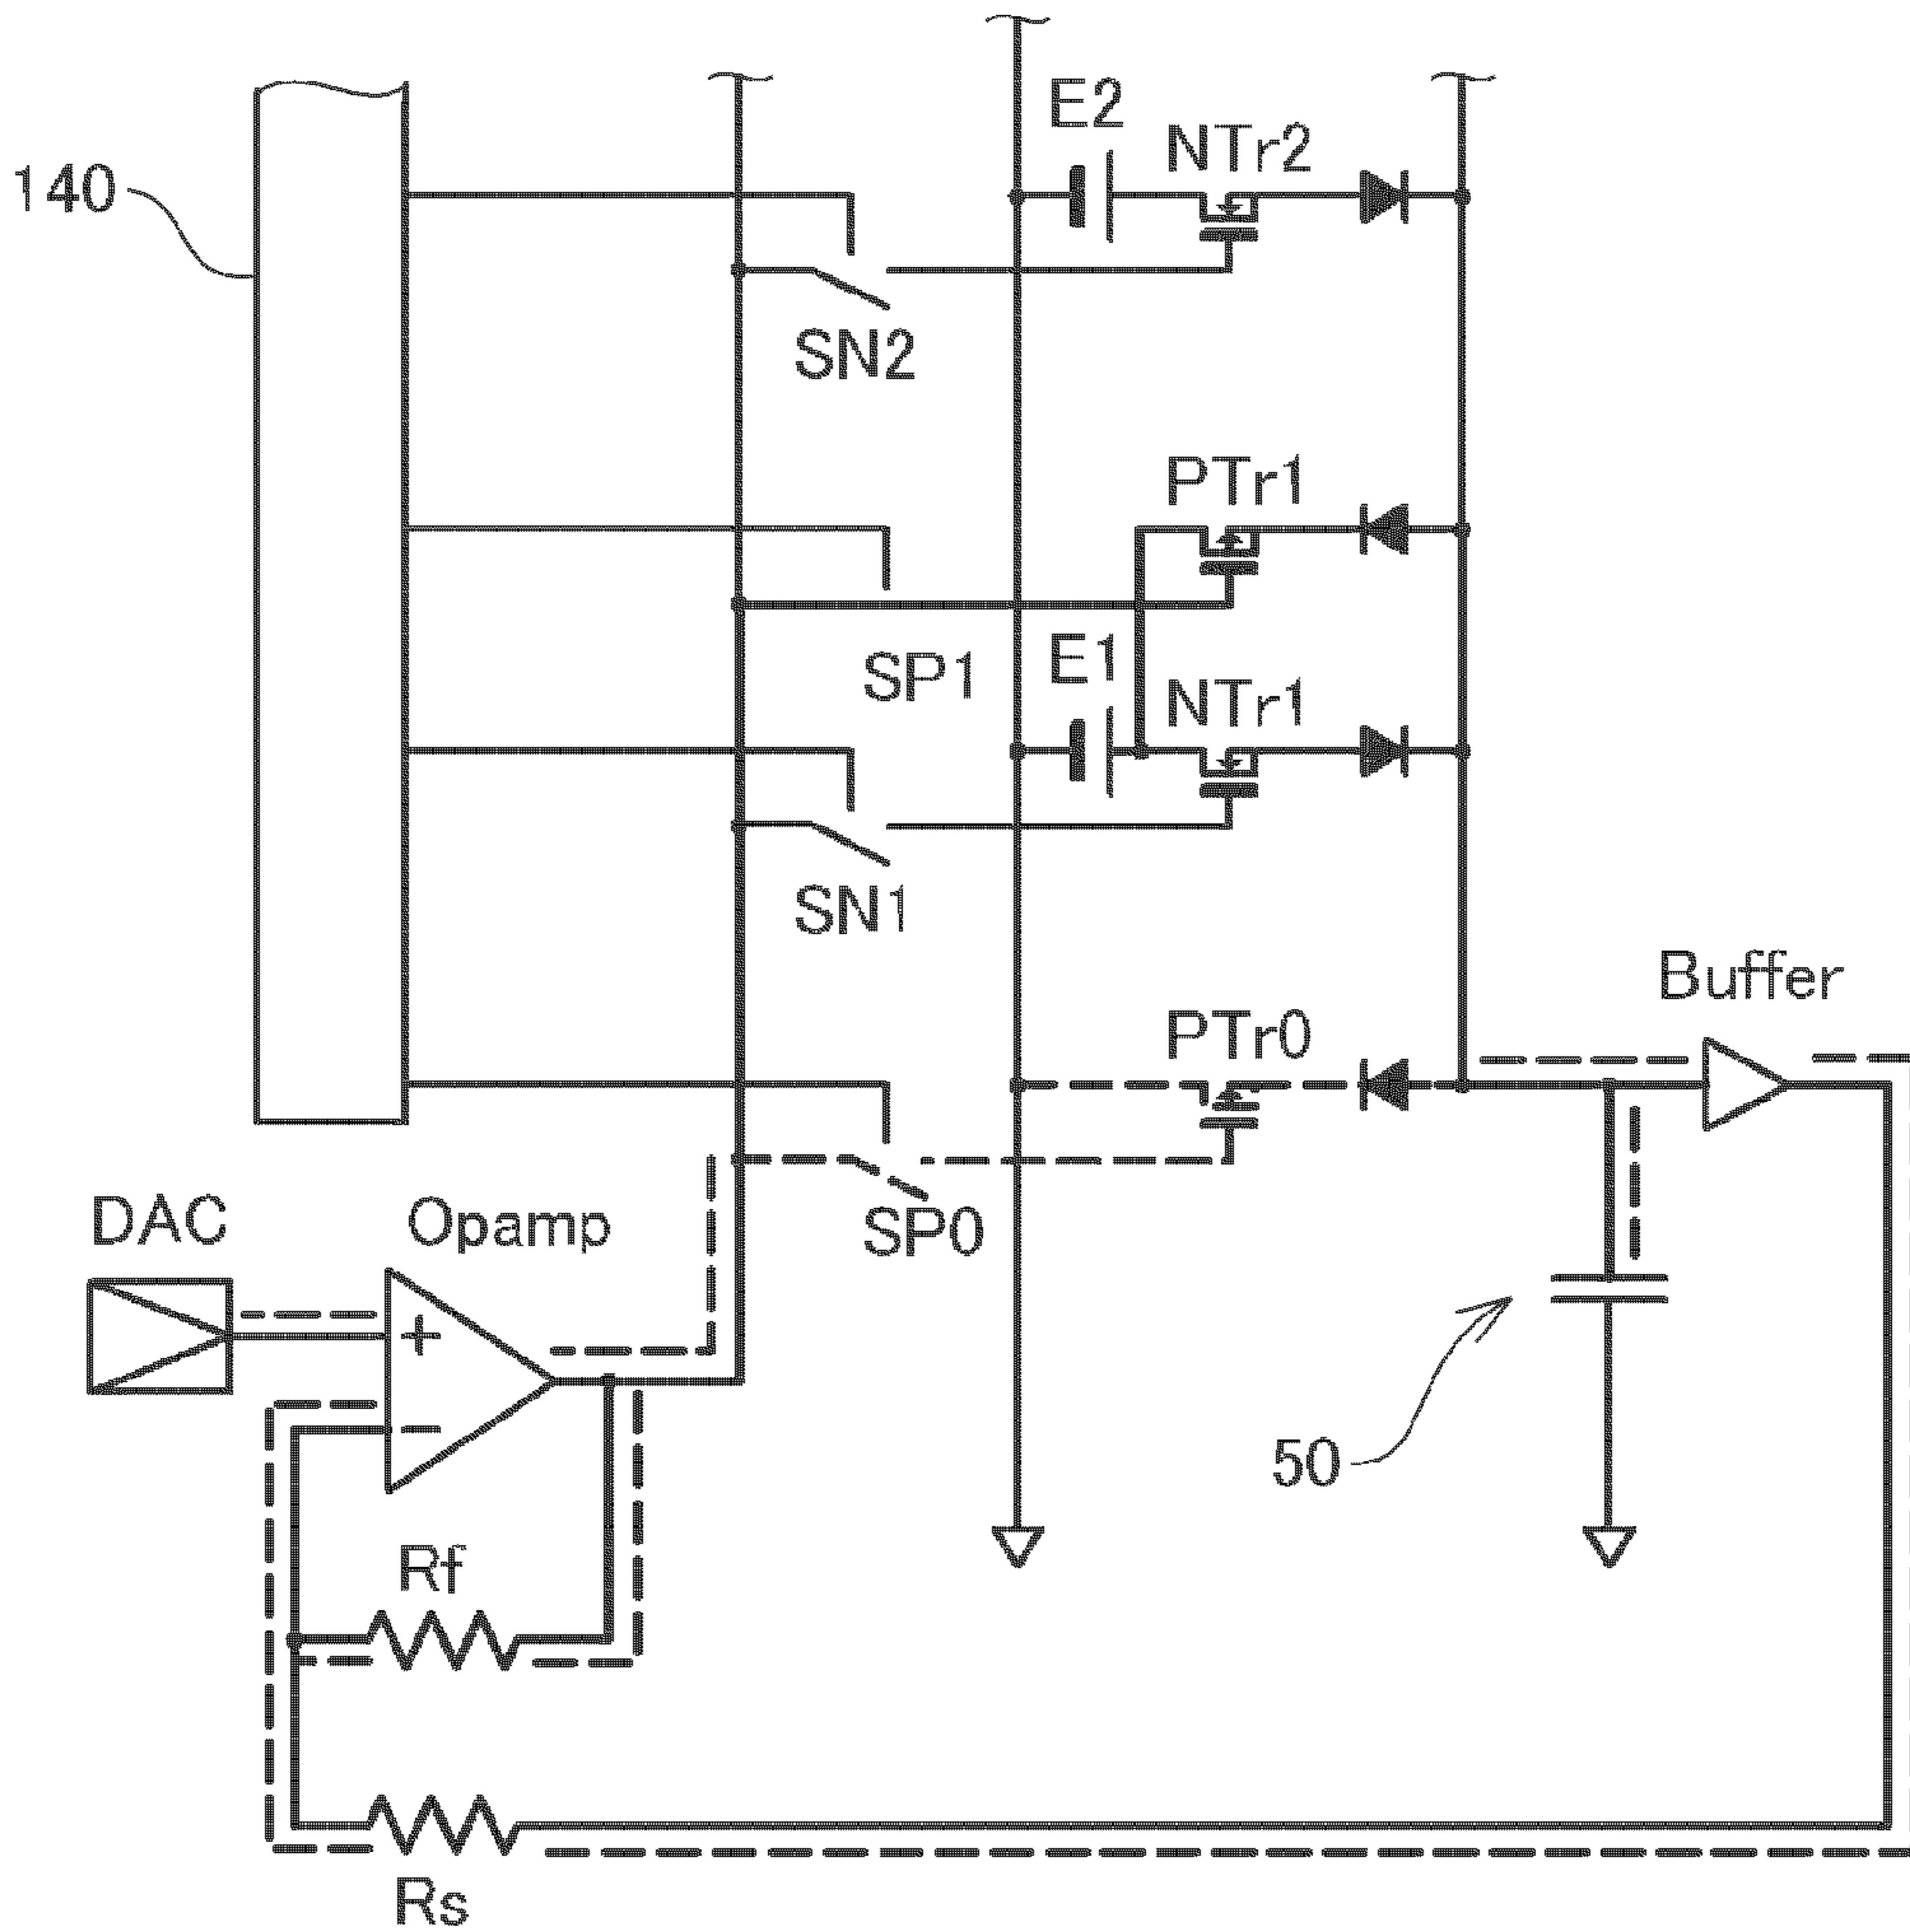 E2
NTr2
140
SN2
PTr1
SP1
E1
NTr1
SN1
Buffer
PTr0
DAC
Opamp
SP0
+
−
50
Rf
Rs